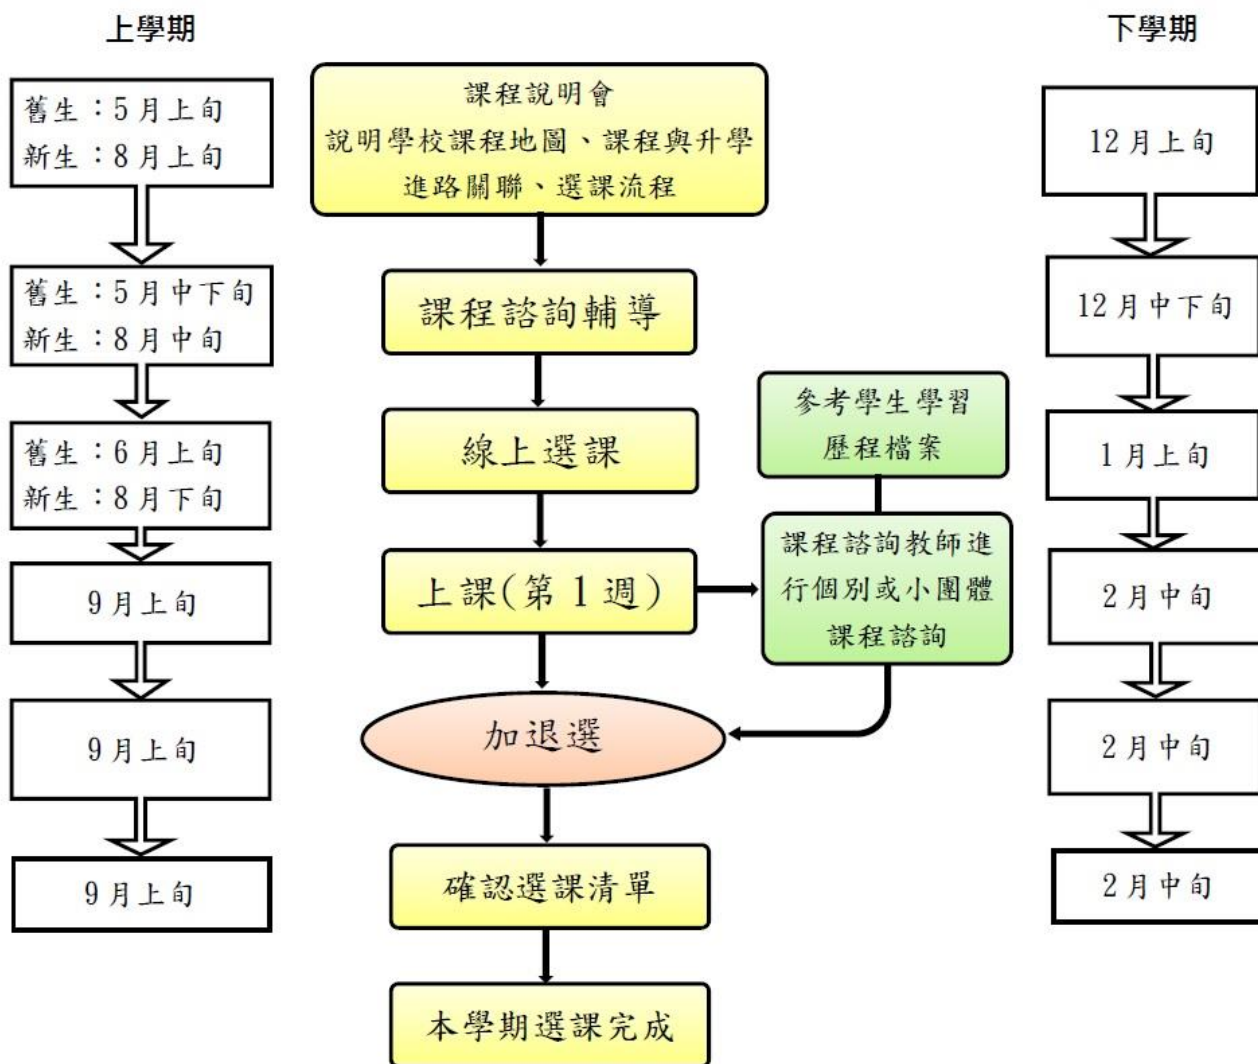 上學期
舊生：5月上旬
新生：8月上旬
舊生：5月中下旬
新生：8月中旬
舊生：6月上旬
新生：8月下旬
9月上旬
9月上旬
9月上旬
課程說明會
說明學校課程地圖、課程與升學
進路關聯、選課流程
課程諮詢輔導
線上選課
上課(第1週)
參考學生學習
歷程檔案
課程諮詢教師進
行個別或小團體
課程諮詢
加退選
確認選課清單
本學期選課完成
下學期
12月上旬
12月中下旬
1月上旬
2月中旬
2月中旬
2月中旬